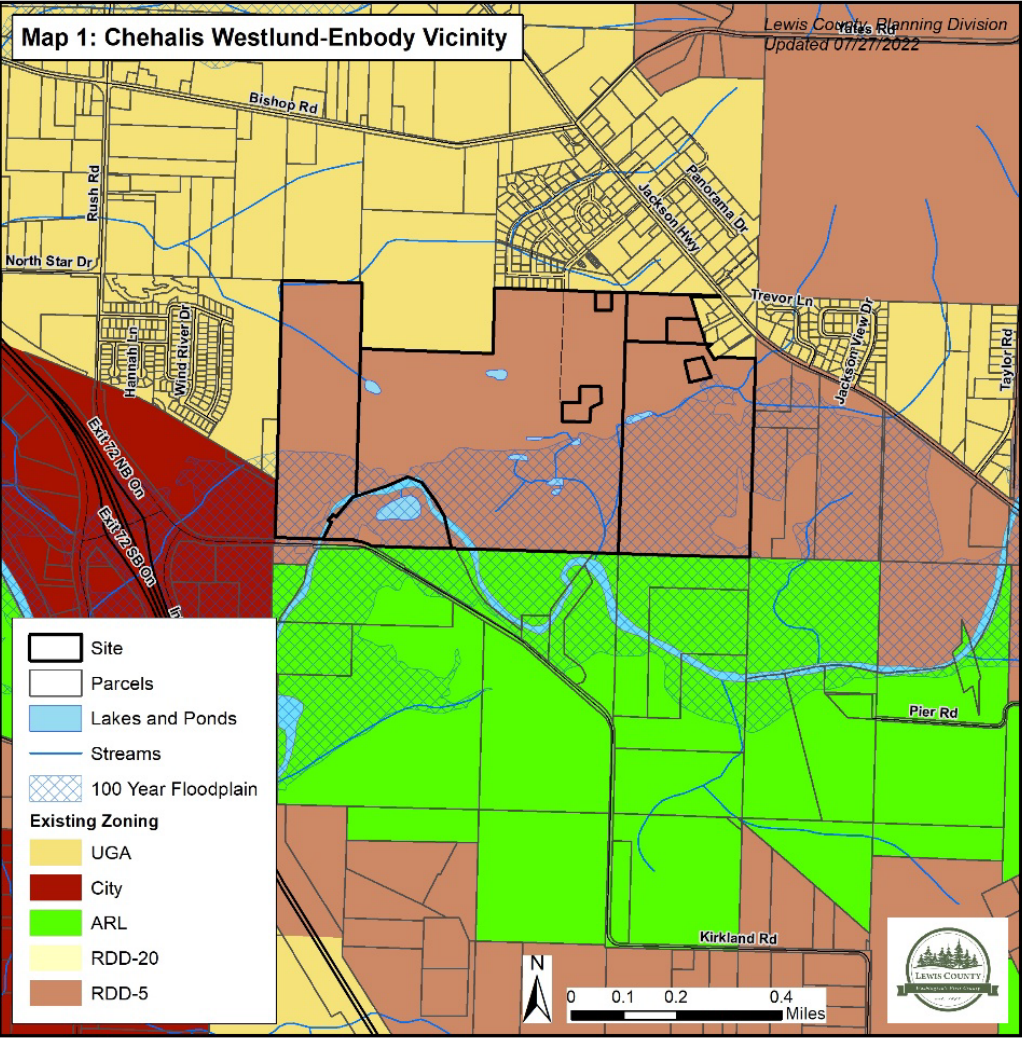 Map 1: Chehalis Westlund-Enbody Vicinity
Lewis County, Planning Division
Updated 07/27/2022
Yates Rd
Bishop Rd
Rush Rd
Panorama Dr
Jackson Hwy
North Star Dr
Trevor Ln
Hannah Ln
Wind River Dr
Jackson View Dr
Taylor Rd
Exit 72 NB On
Exit 72 SB On
Pier Rd
Kirkland Rd
Site
Parcels
Lakes and Ponds
Streams
100 Year Floodplain
Existing Zoning
UGA
City
ARL
RDD-20
RDD-5
N
0 0.1 0.2 0.4
Miles
LEWIS COUNTY